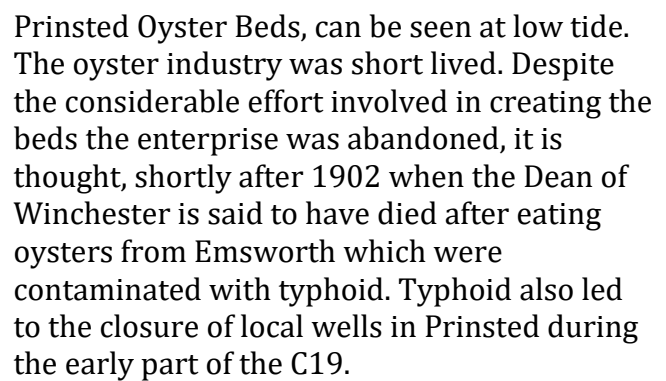 Prinsted Oyster Beds, can be seen at low tide.
The oyster industry was short lived. Despite
the considerable effort involved in creating the
beds the enterprise was abandoned, it is
thought, shortly after 1902 when the Dean of
Winchester is said to have died after eating
oysters from Emsworth which were
contaminated with typhoid. Typhoid also led
to the closure of local wells in Prinsted during
the early part of the C19.